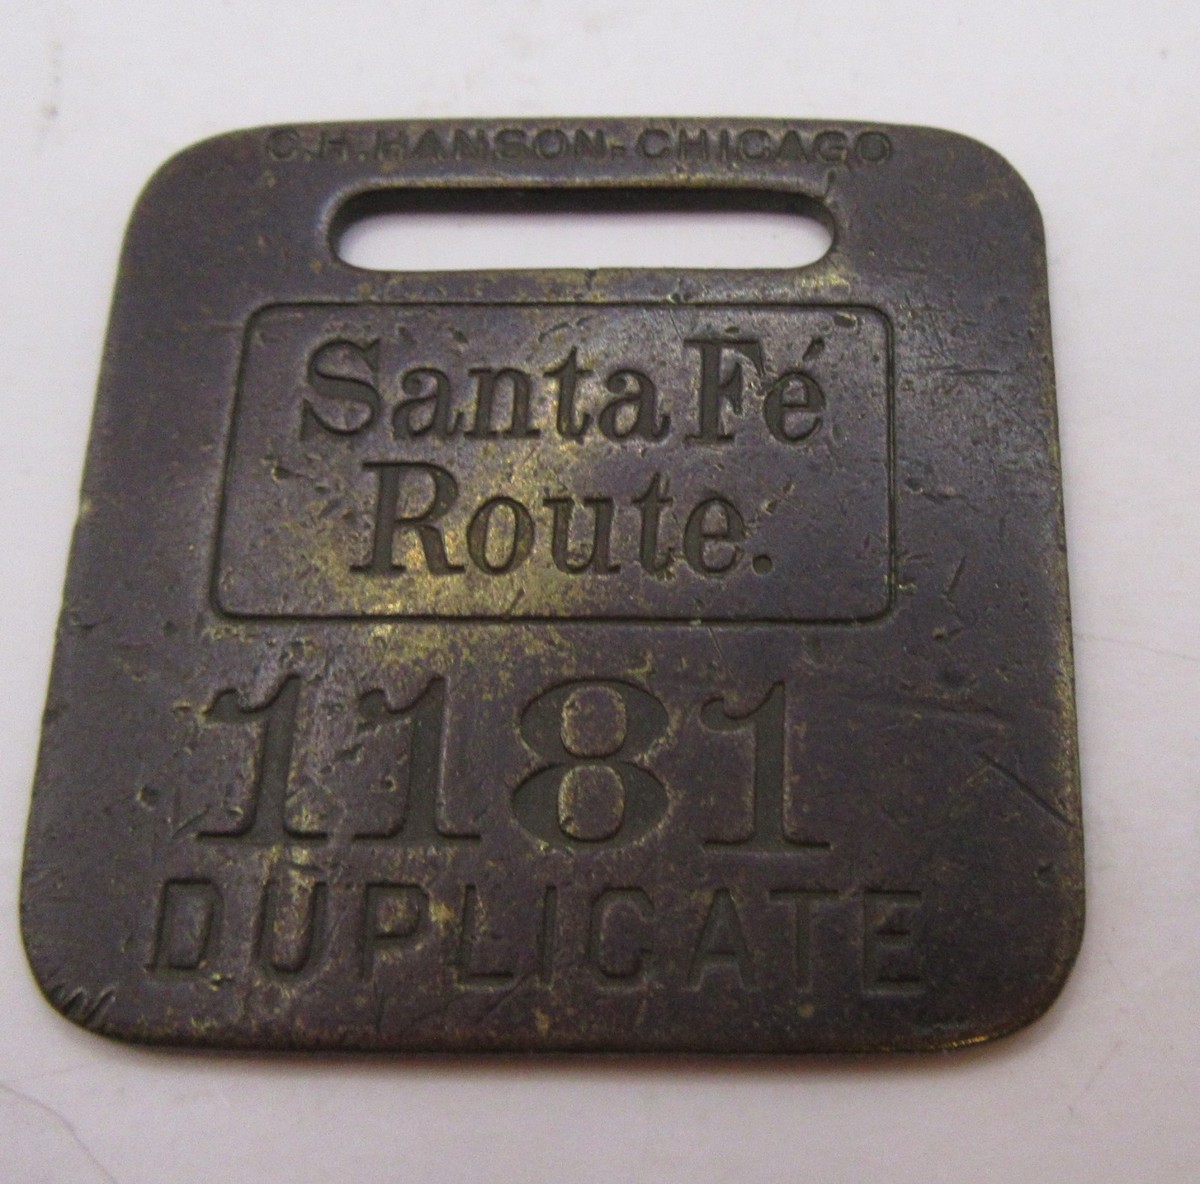 C.H.HANSON-CHICAGO
Santa Fé
Route.
1181
DUPLICATE